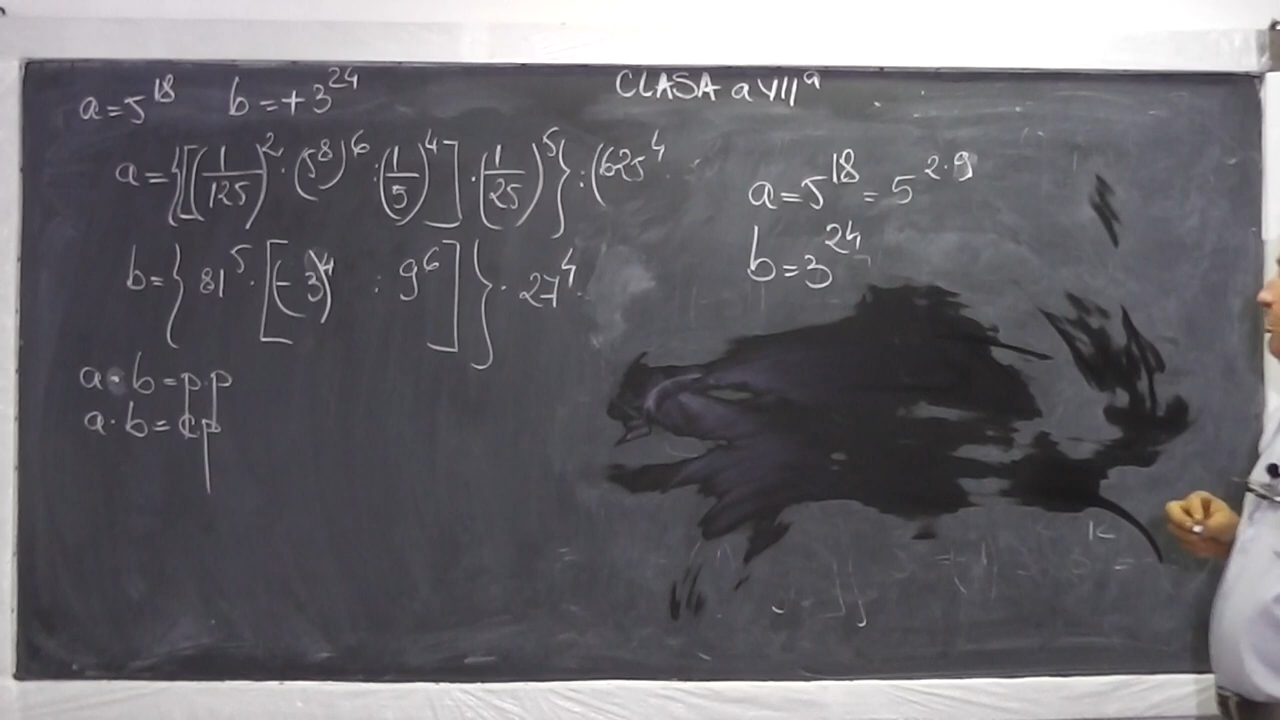 a=5^18 b=+3^24
CLASA a VII^a
a={[(1/125)^2·(5^8)^6:(1/5)^4]·(1/25)^5}:(625^4
b={81^5·[(-3)^4 : 9^6]}·27^4
a·b=p.p
a·b=cp
a=5^18=5^2·9
b=3^24